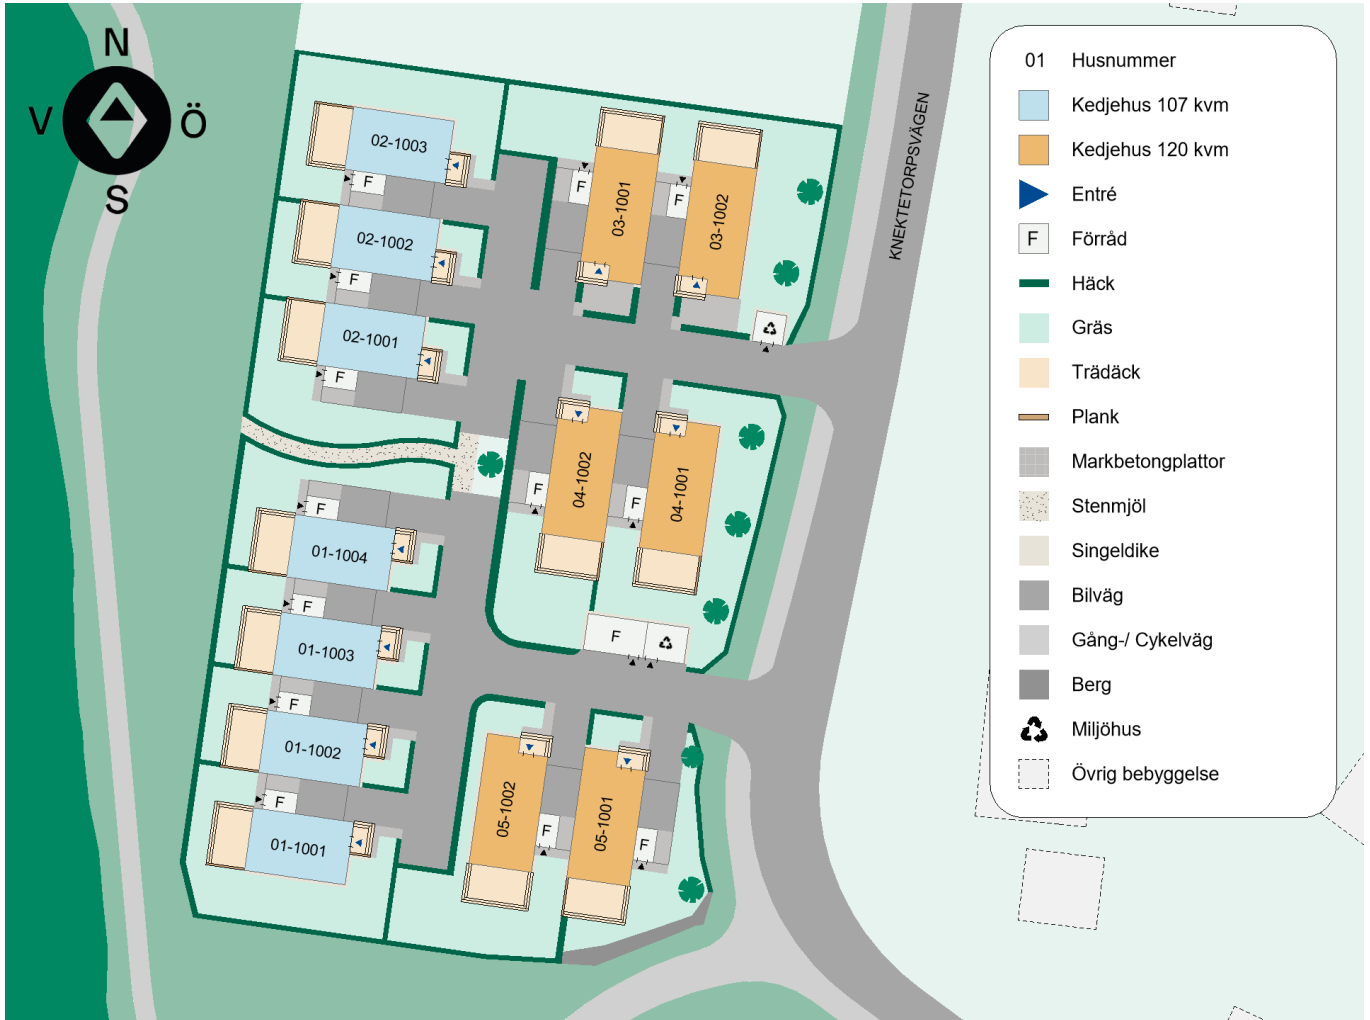 N
V
Ö
S
02-1003
F
02-1002
F
02-1001
F
03-1001
F
03-1002
F
KNEKTETORPSVÄGEN
04-1002
F
04-1001
F
F
F
01-1004
F
01-1003
F
01-1002
F
01-1001
05-1002
F
05-1001
F
01 Husnummer
Kedjehus 107 kvm
Kedjehus 120 kvm
Entré
F Förråd
Häck
Gräs
Trädäck
Plank
Markbetongplattor
Stenmjöl
Singeldike
Bilväg
Gång-/ Cykelväg
Berg
Miljöhus
Övrig bebyggelse